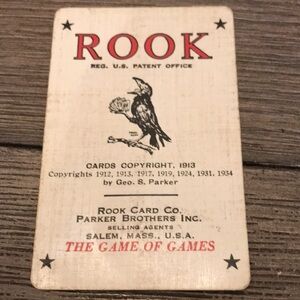 ROOK
REG. U.S. PATENT OFFICE
CARDS COPYRIGHT, 1913
Copyrights 1912, 1913, 1917, 1919, 1924, 1931, 1934
by Geo. S. Parker
ROOK CARD CO.
PARKER BROTHERS INC.
SELLING AGENTS
SALEM, MASS., U.S.A.
THE GAME OF GAMES